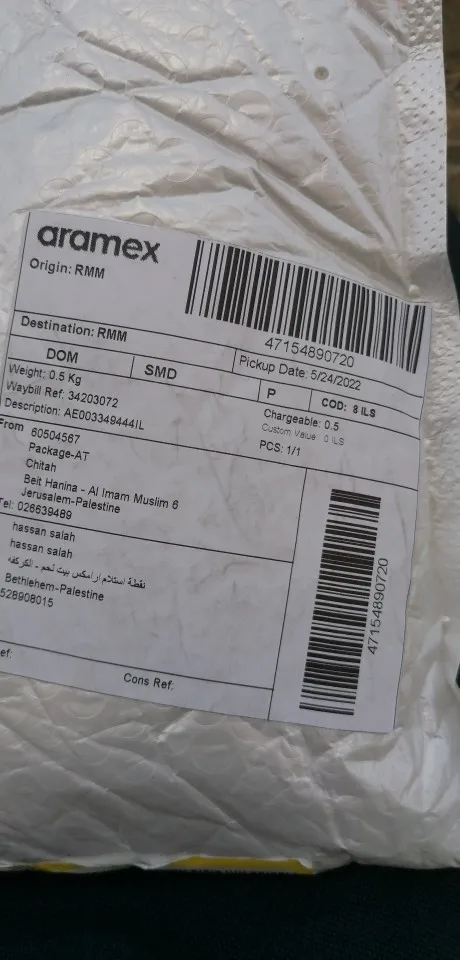 aramex
Origin: RMM
47154890720
Destination: RMM
Pickup Date: 5/24/2022
DOM
SMD
P
COD: 8 ILS
Weight: 0.5 Kg
Chargeable: 0.5
Waybill Ref: 34203072
Custom Value: 0 ILS
Description: AE003349444IL
PCS: 1/1
From 60504567
Package-AT
Chitah
Beit Hanina - Al Imam Muslim 6
Jerusalem-Palestine
Tel: 026639489
hassan salah
hassan salah
نقطة استلام ارامكس بيت لحم - الكركفه
Bethlehem-Palestine
528908015
47154890720
ef:
Cons Ref: